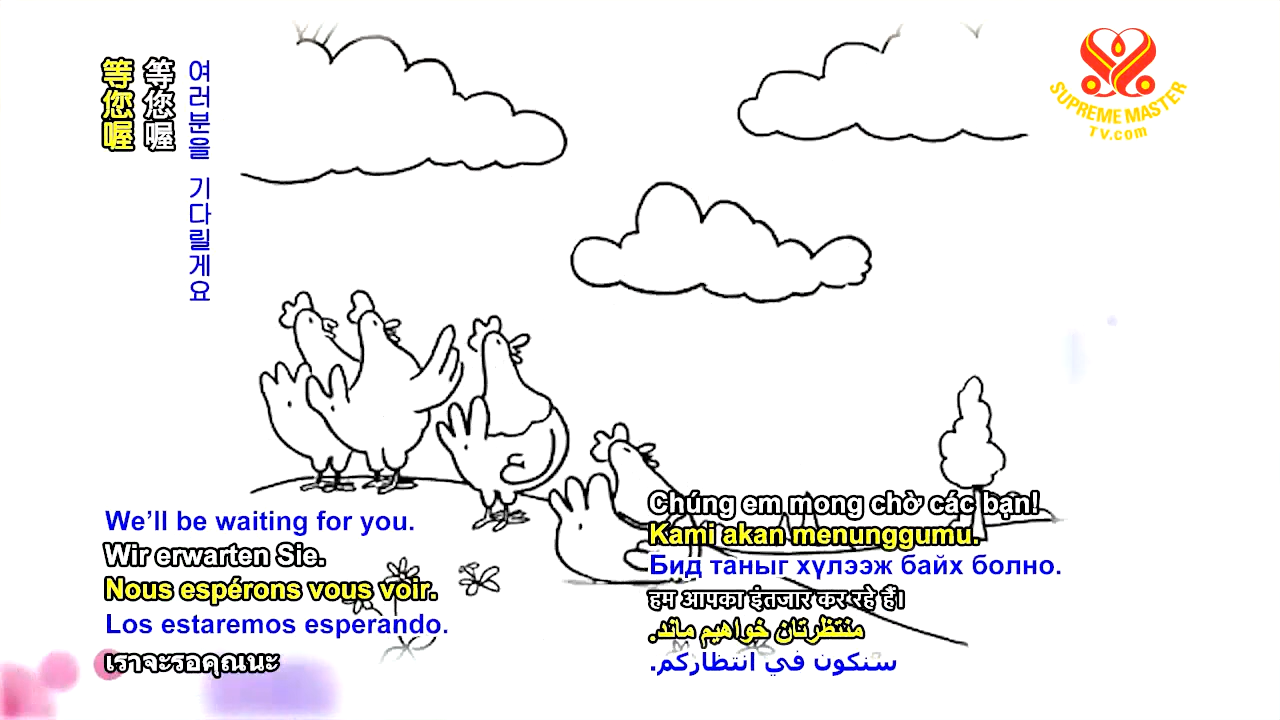 等您喔
等您喔
여러분을 기다릴게요
SUPREME MASTER
TV.com
We'll be waiting for you.
Wir erwarten Sie.
Nous espérons vous voir.
Los estaremos esperando.
เราจะรอคุณนะ
Chúng em mong chờ các bạn!
Kami akan menunggumu.
Бид таныг хүлээж байх болно.
हम आपका इंतजार कर रहे हैं।
منتظرتان خواهیم ماند.
سنكون في انتظاركم.